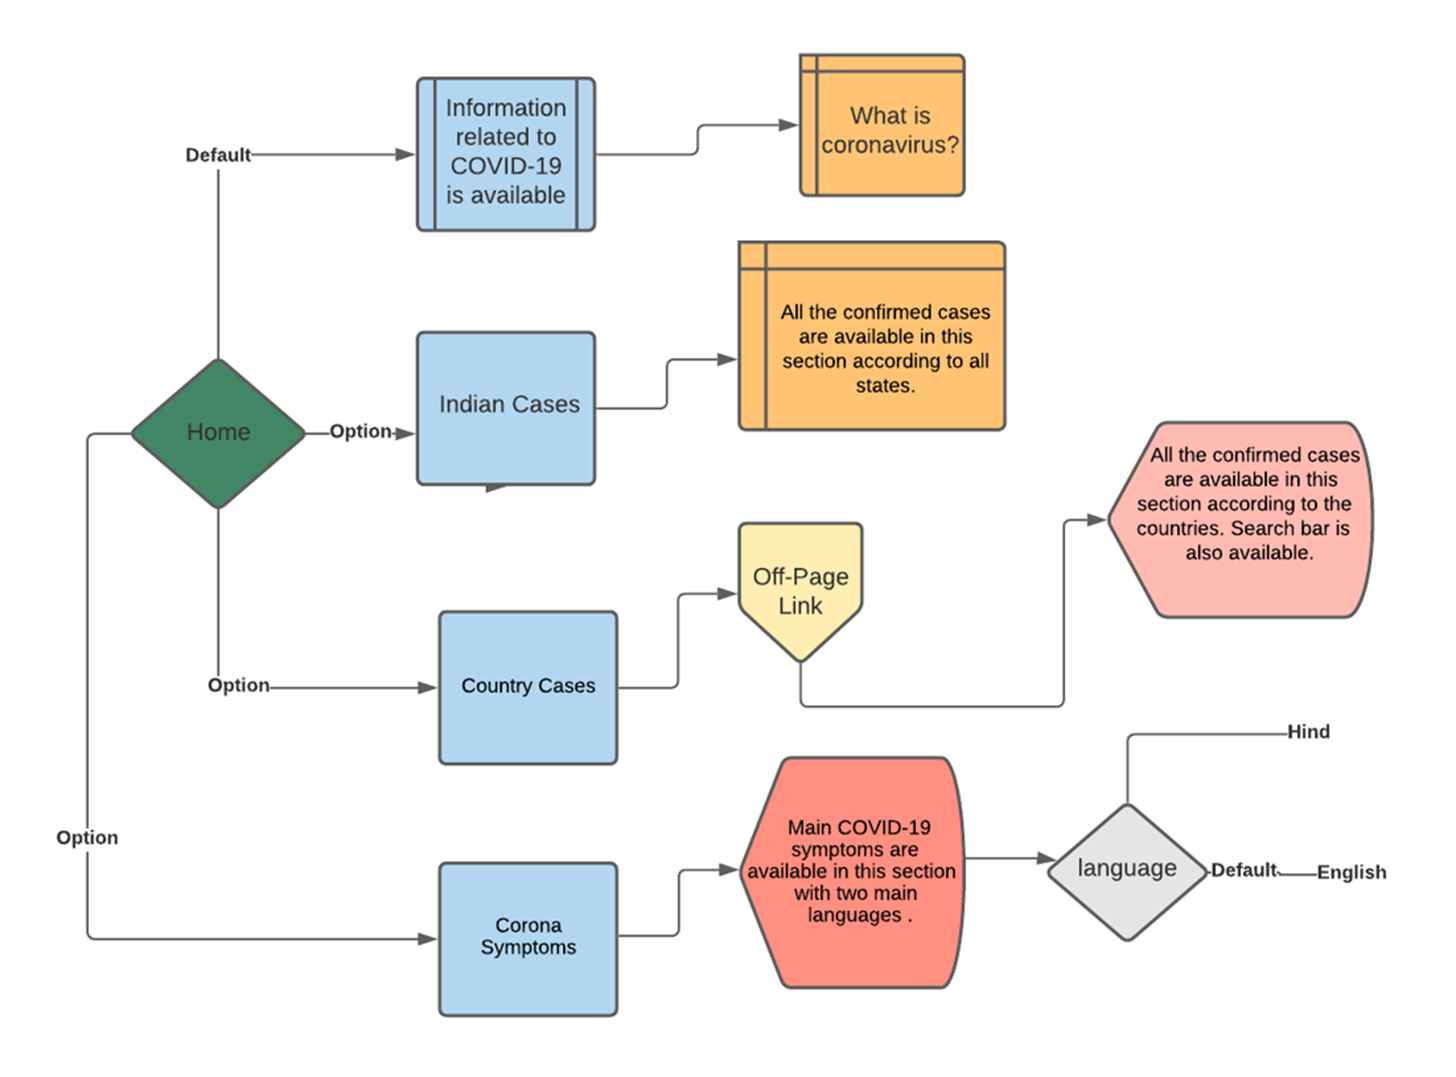 Default
Information
related to
COVID-19
is available
What is
coronavirus?
Home
Option
Indian Cases
All the confirmed cases
are available in this
section according to all
states.
Option
Country Cases
Off-Page
Link
All the confirmed cases
are available in this
section according to the
countries. Search bar is
also available.
Option
Corona
Symptoms
Main COVID-19
symptoms are
available in this section
with two main
languages .
language
Hind
Default
English